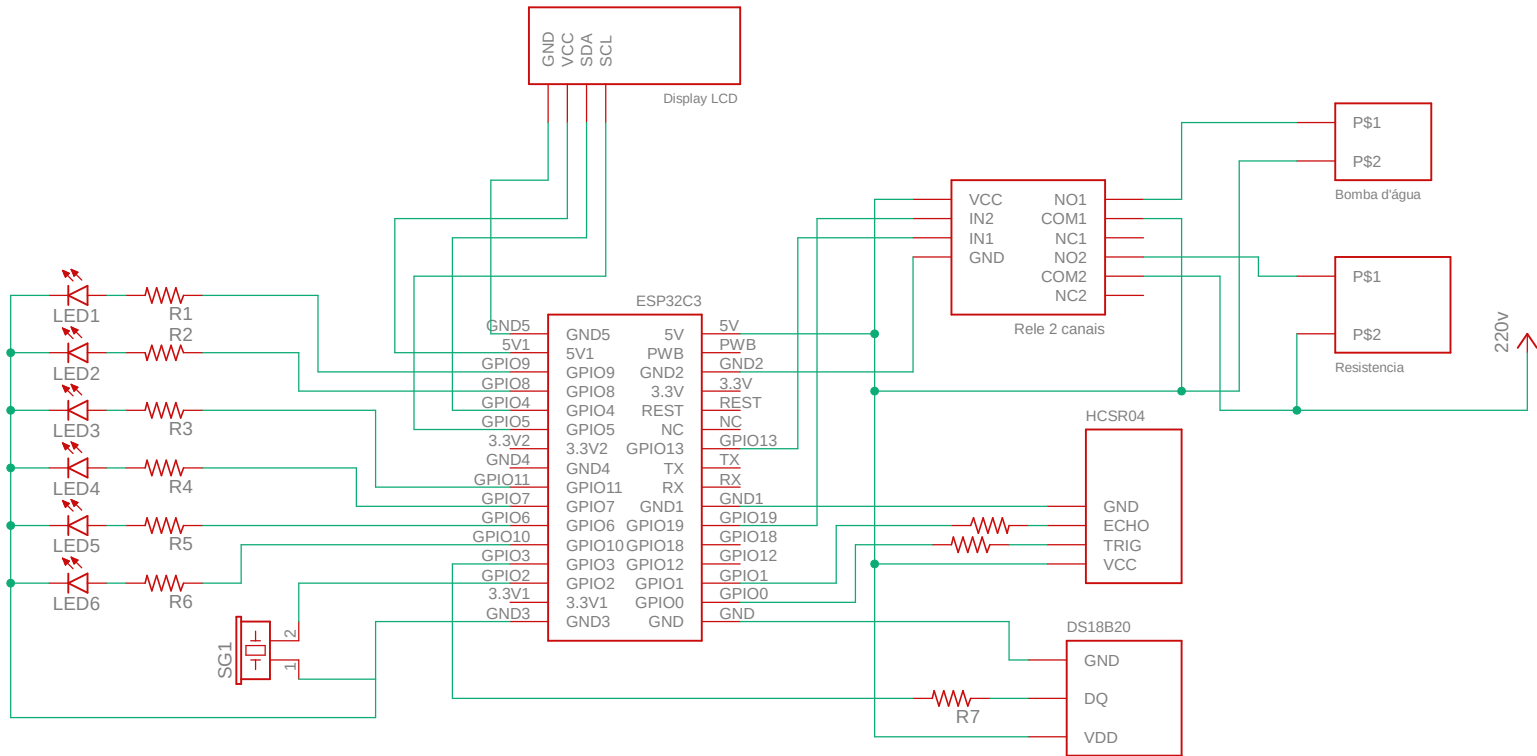 GND
VCC
SDA
SCL
Display LCD
P$1
P$2
Bomba d'água
VCC
IN2
IN1
GND
NO1
COM1
NC1
NO2
COM2
NC2
Rele 2 canais
P$1
P$2
Resistencia
220v
LED1
R1
LED2
R2
LED3
R3
LED4
R4
LED5
R5
LED6
R6
SG1
2
1
ESP32C3
GND5
5V1
GPIO9
GPIO8
GPIO4
GPIO5
3.3V2
GND4
GPIO11
GPIO7
GPIO6
GPIO10
GPIO3
GPIO2
3.3V1
GND3
GND5
5V1
GPIO9
GPIO8
GPIO4
GPIO5
3.3V2
GND4
GPIO11
GPIO7
GPIO6
GPIO10
GPIO3
GPIO2
3.3V1
GND3
5V
PWB
GND2
3.3V
REST
NC
GPIO13
TX
RX
GND1
GPIO19
GPIO18
GPIO12
GPIO1
GPIO0
GND
5V
PWB
GND2
3.3V
REST
NC
GPIO13
TX
RX
GND1
GPIO19
GPIO18
GPIO12
GPIO1
GPIO0
GND
HCSR04
GND
ECHO
TRIG
VCC
DS18B20
GND
DQ
VDD
R7